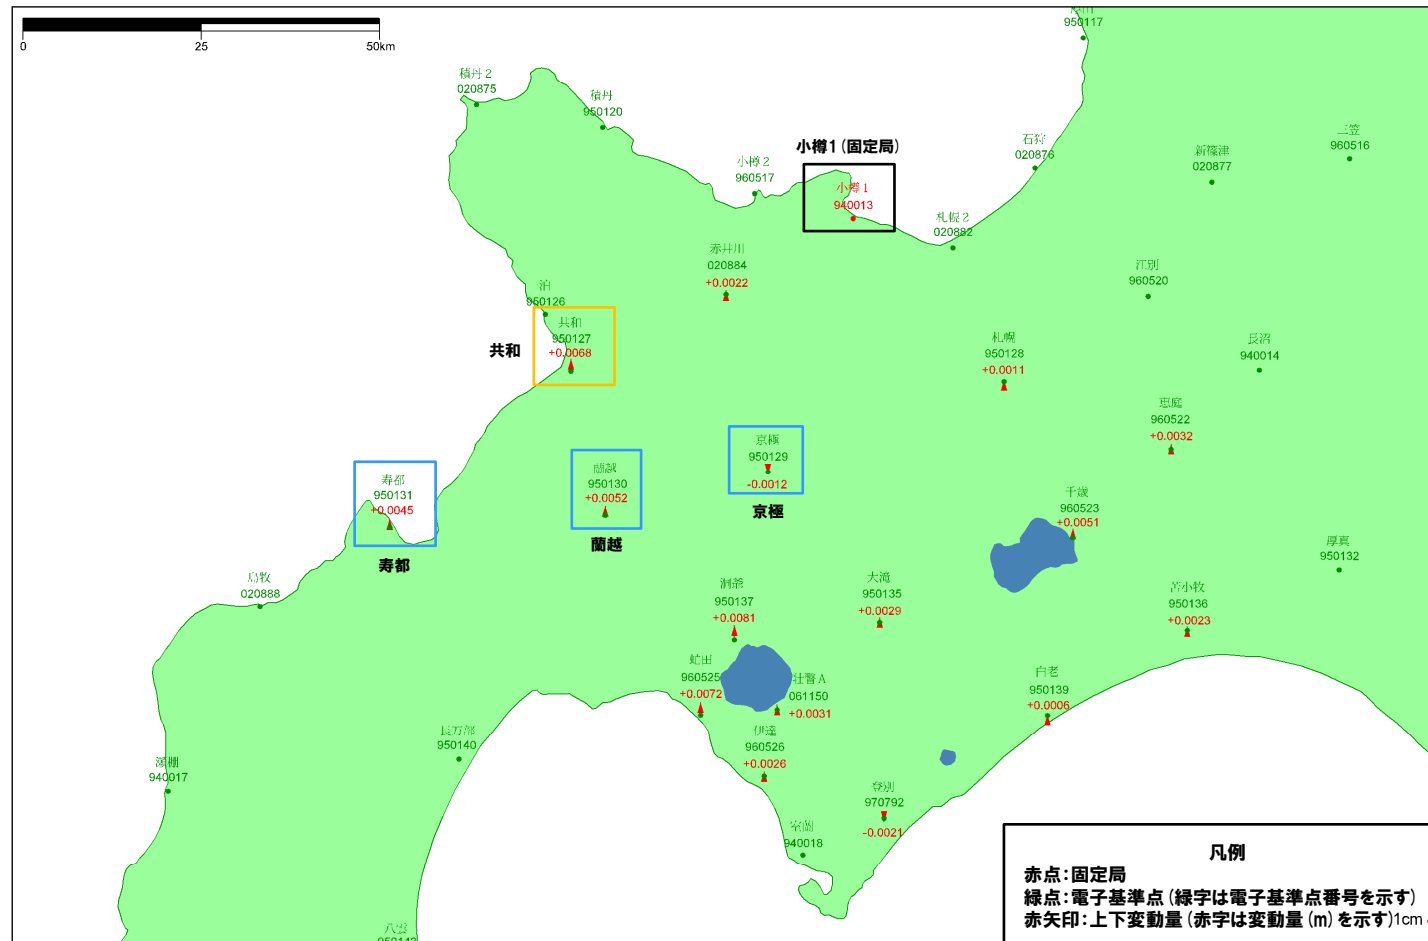 0 25 50km
950117
積丹2
020875
積丹
950120
小樽1(固定局)
石狩
020876
三笠
960516
新篠津
020877
小樽2
960517
小樽1
940013
札幌2
020882
赤井川
020884
+0.0022
江別
960520
泊
950126
共和
950127
+0.0068
共和
札幌
950128
+0.0011
長沼
940014
恵庭
960522
+0.0032
京極
950129
-0.0012
京極
蘭越
950130
+0.0052
蘭越
寿都
950131
+0.0045
寿都
千歳
960523
+0.0051
厚真
950132
島牧
020888
洞爺
950137
+0.0081
大滝
950135
+0.0029
苫小牧
950136
+0.0023
虻田
960525
+0.0072
壮瞥A
061150
+0.0031
白老
950139
+0.0006
長万部
950140
伊達
960526
+0.0026
瀬棚
940017
登別
970792
-0.0021
室蘭
940018
八雲
凡例
赤点:固定局
緑点:電子基準点(緑字は電子基準点番号を示す)
赤矢印:上下変動量(赤字は変動量(m)を示す)1cm